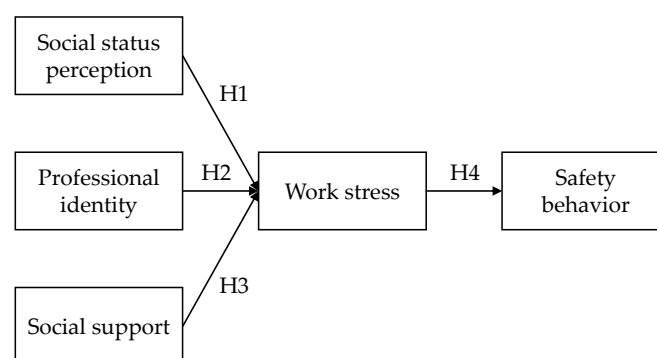 Social status
perception
H1
Professional
identity
H2
Work stress
H4
Safety
behavior
H3
Social support